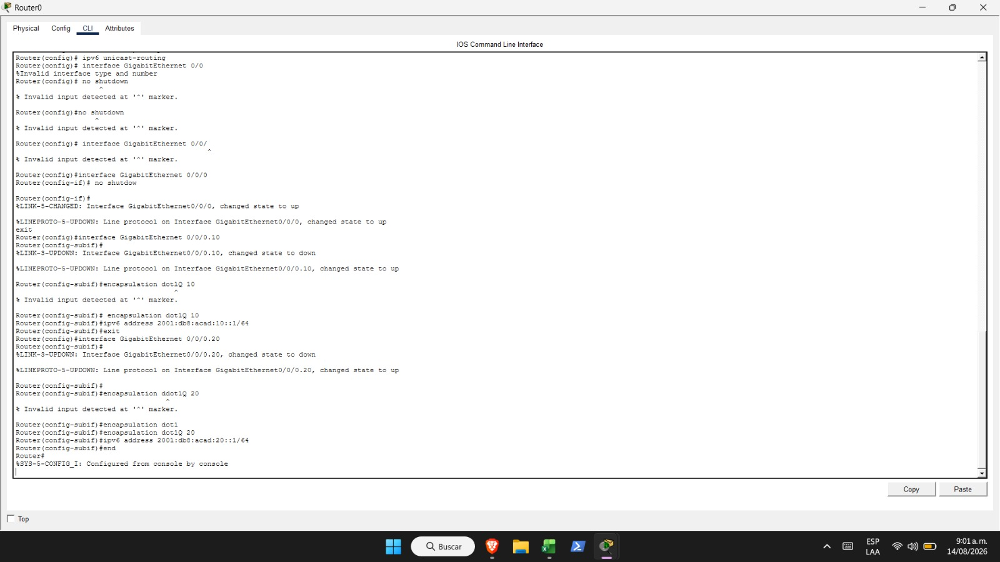 Router0
Physical Config CLI Attributes
IOS Command Line Interface
Router(config)# ipv6 unicast-routing
Router(config)# interface GigabitEthernet 0/0
%Invalid interface type and number
Router(config)# no shutdown
^
% Invalid input detected at '^' marker.
Router(config)#no shutdown
^
% Invalid input detected at '^' marker.
Router(config)# interface GigabitEthernet 0/0/
^
% Invalid input detected at '^' marker.
Router(config)#interface GigabitEthernet 0/0/0
Router(config-if)# no shutdow
Router(config-if)#
%LINK-5-CHANGED: Interface GigabitEthernet0/0/0, changed state to up
%LINEPROTO-5-UPDOWN: Line protocol on Interface GigabitEthernet0/0/0, changed state to up
exit
Router(config)#interface GigabitEthernet 0/0/0.10
Router(config-subif)#
%LINK-3-UPDOWN: Interface GigabitEthernet0/0/0.10, changed state to down
%LINEPROTO-5-UPDOWN: Line protocol on Interface GigabitEthernet0/0/0.10, changed state to up
Router(config-subif)#encapsulation dotlQ 10
^
% Invalid input detected at '^' marker.
Router(config-subif)# encapsulation dot1Q 10
Router(config-subif)#ipv6 address 2001:db8:acad:10::1/64
Router(config-subif)#exit
Router(config)#interface GigabitEthernet 0/0/0.20
Router(config-subif)#
%LINK-3-UPDOWN: Interface GigabitEthernet0/0/0.20, changed state to down
%LINEPROTO-5-UPDOWN: Line protocol on Interface GigabitEthernet0/0/0.20, changed state to up
Router(config-subif)#
Router(config-subif)#encapsulation ddot1Q 20
^
% Invalid input detected at '^' marker.
Router(config-subif)#encapsulation dot1
Router(config-subif)#encapsulation dot1Q 20
Router(config-subif)#ipv6 address 2001:db8:acad:20::1/64
Router(config-subif)#end
Router#
%SYS-5-CONFIG_I: Configured from console by console
Copy Paste
Top
Buscar
ESP
LAA
9:01 a. m.
14/08/2026